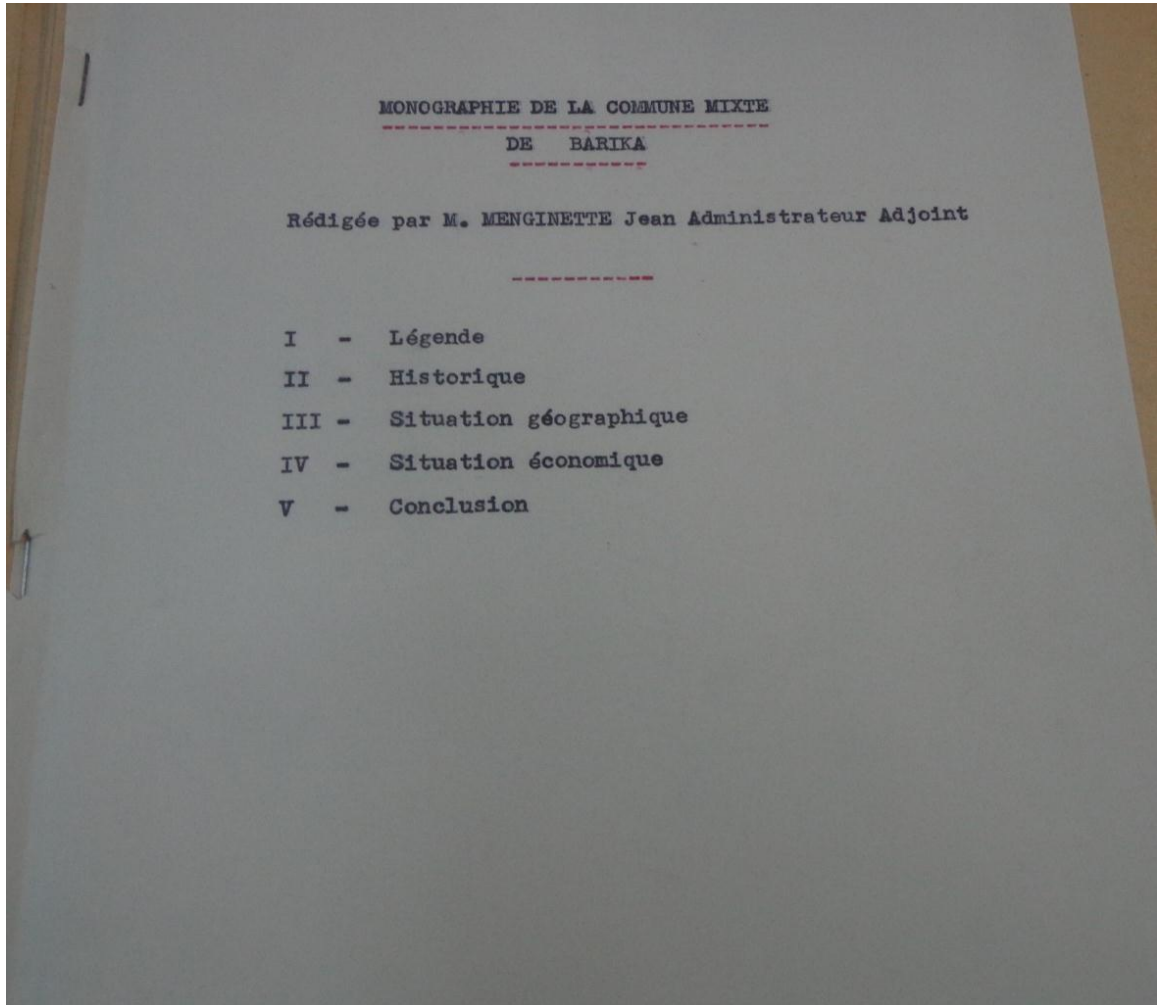 MONOGRAPHIE DE LA COMMUNE MIXTE
DE BARIKA
Rédigée par M. MENGINETTE Jean Administrateur Adjoint
I - Légende
II - Historique
III - Situation géographique
IV - Situation économique
V - Conclusion